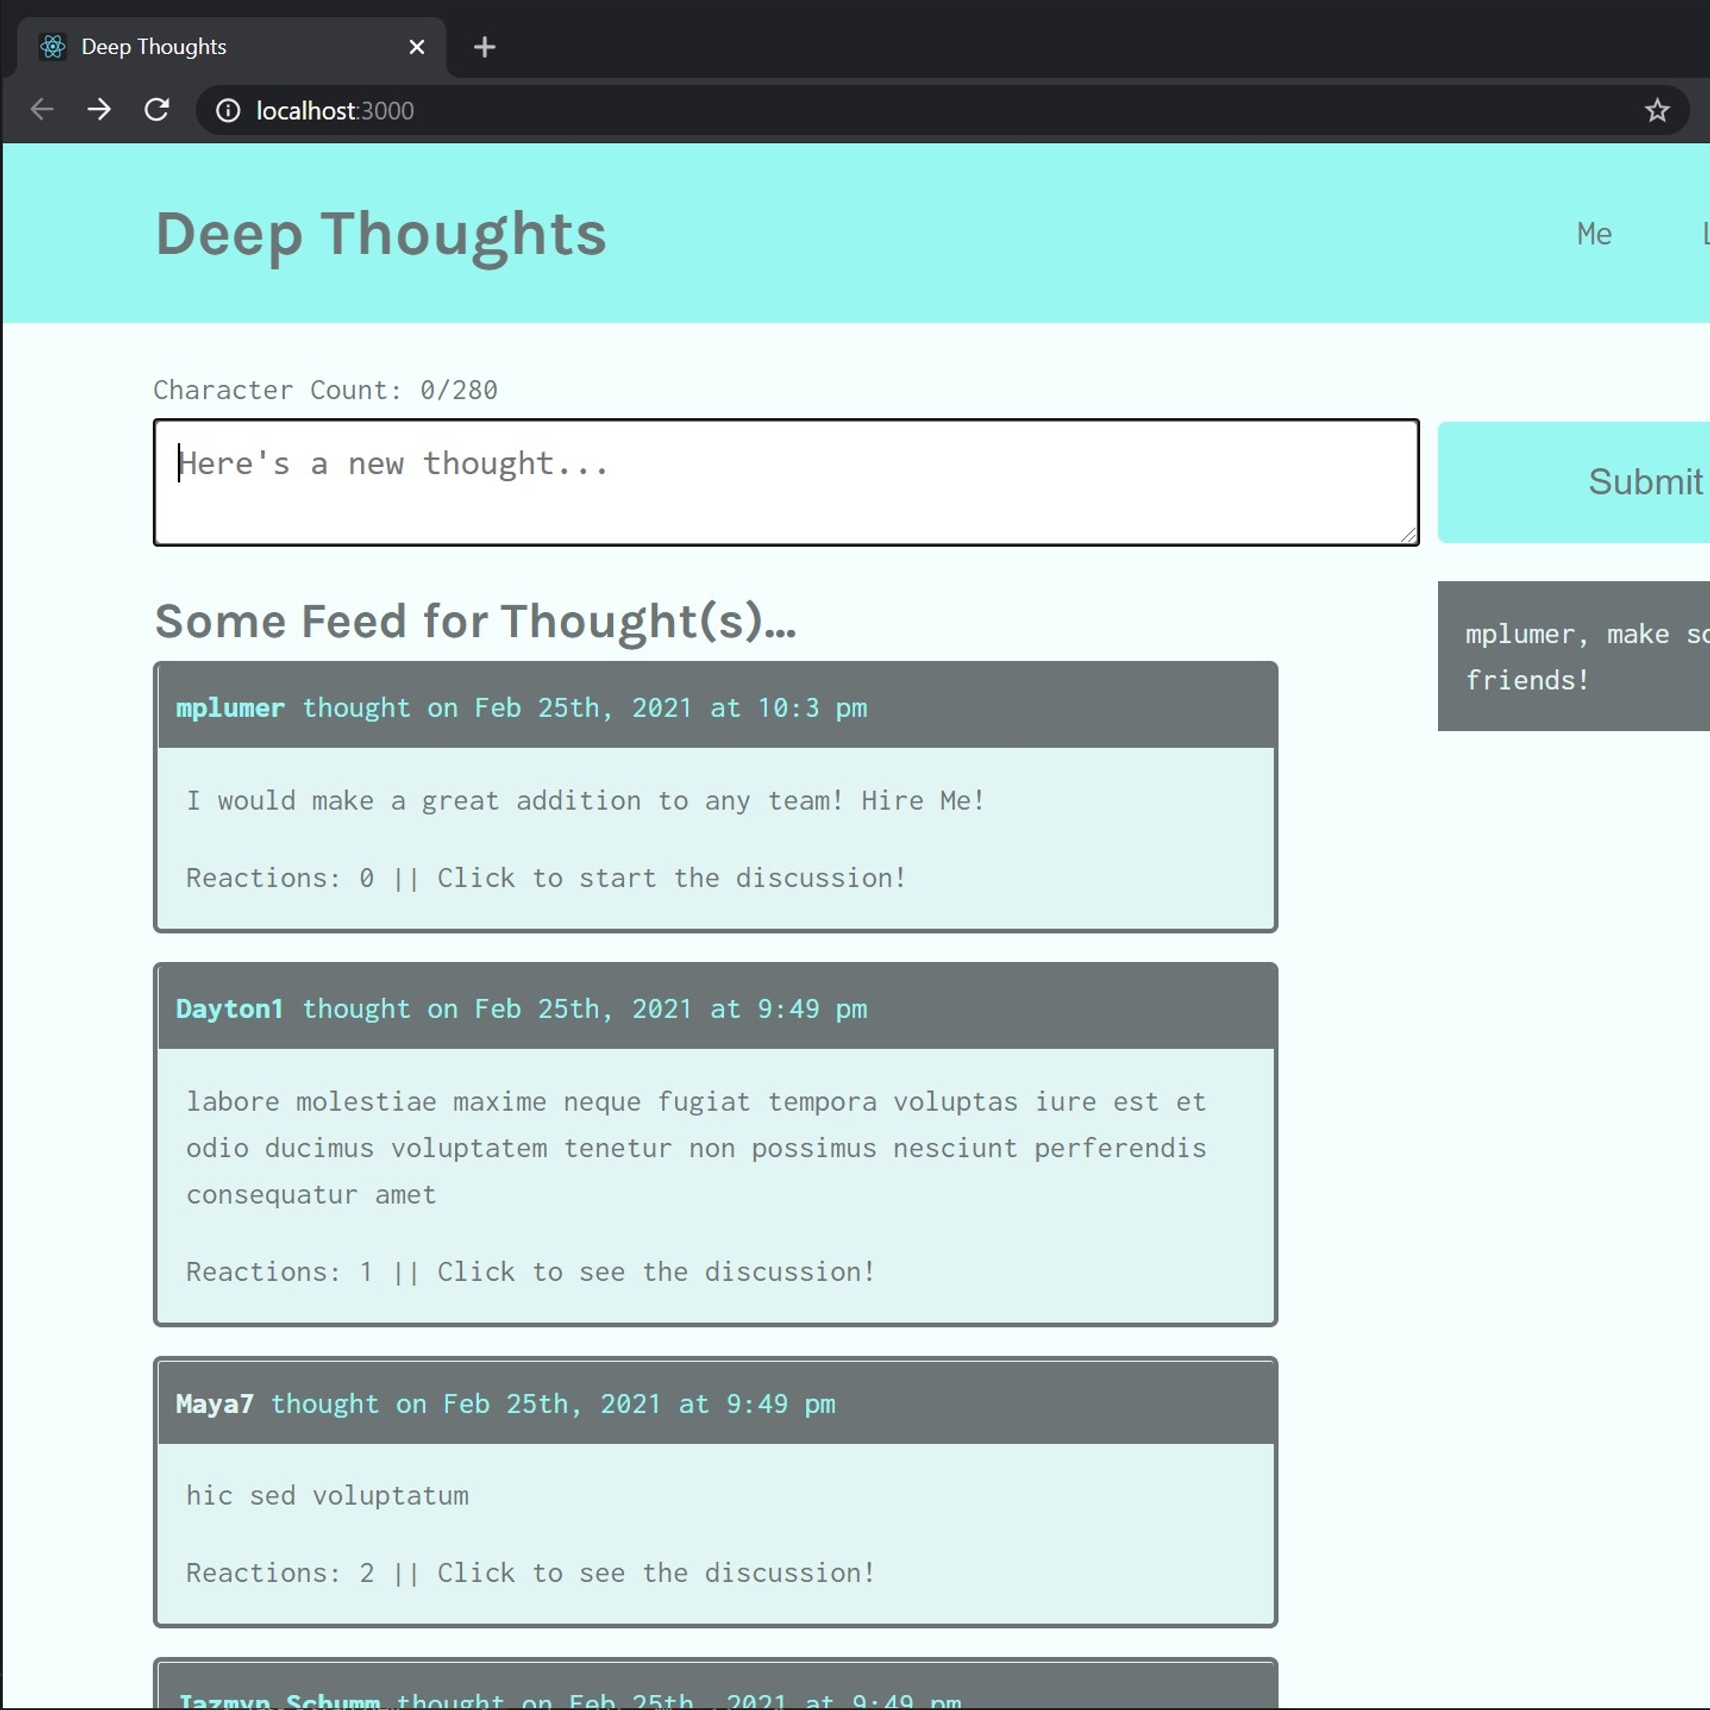 Deep Thoughts
localhost:3000
Deep Thoughts
Me
Character Count: 0/280
Here's a new thought...
Submit
Some Feed for Thought(s)...
mplumer, make
friends!
mplumer thought on Feb 25th, 2021 at 10:3 pm
I would make a great addition to any team! Hire Me!
Reactions: 0 || Click to start the discussion!
Dayton1 thought on Feb 25th, 2021 at 9:49 pm
labore molestiae maxime neque fugiat tempora voluptas iure est et
odio ducimus voluptatem tenetur non possimus nesciunt perferendis
consequatur amet
Reactions: 1 || Click to see the discussion!
Maya7 thought on Feb 25th, 2021 at 9:49 pm
hic sed voluptatum
Reactions: 2 || Click to see the discussion!
Jazmyn.Schumm thought on Feb 25th, 2021 at 9:49 pm